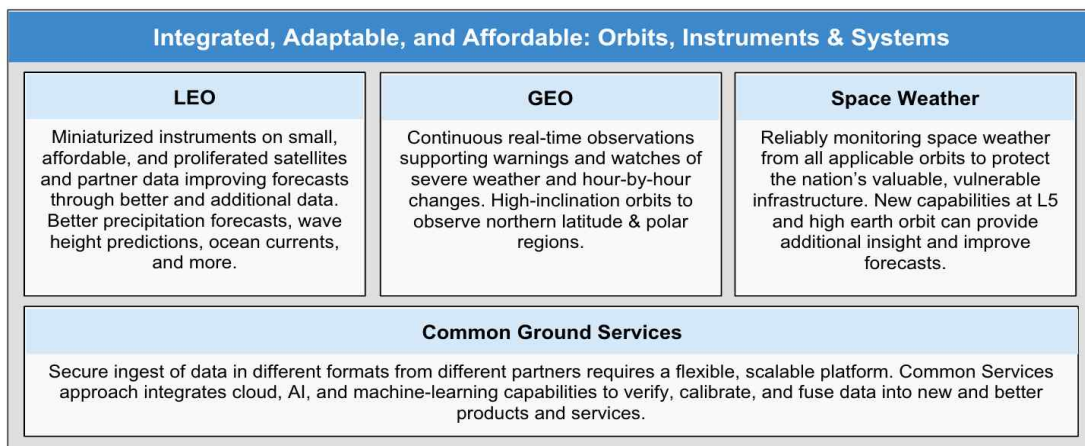 Integrated, Adaptable, and Affordable: Orbits, Instruments & Systems
LEO
Miniaturized instruments on small,
affordable, and proliferated satellites
and partner data improving forecasts
through better and additional data.
Better precipitation forecasts, wave
height predictions, ocean currents,
and more.
GEO
Continuous real-time observations
supporting warnings and watches of
severe weather and hour-by-hour
changes. High-inclination orbits to
observe northern latitude & polar
regions.
Space Weather
Reliably monitoring space weather
from all applicable orbits to protect
the nation’s valuable, vulnerable
infrastructure. New capabilities at L5
and high earth orbit can provide
additional insight and improve
forecasts.
Common Ground Services
Secure ingest of data in different formats from different partners requires a flexible, scalable platform. Common Services
approach integrates cloud, AI, and machine-learning capabilities to verify, calibrate, and fuse data into new and better
products and services.